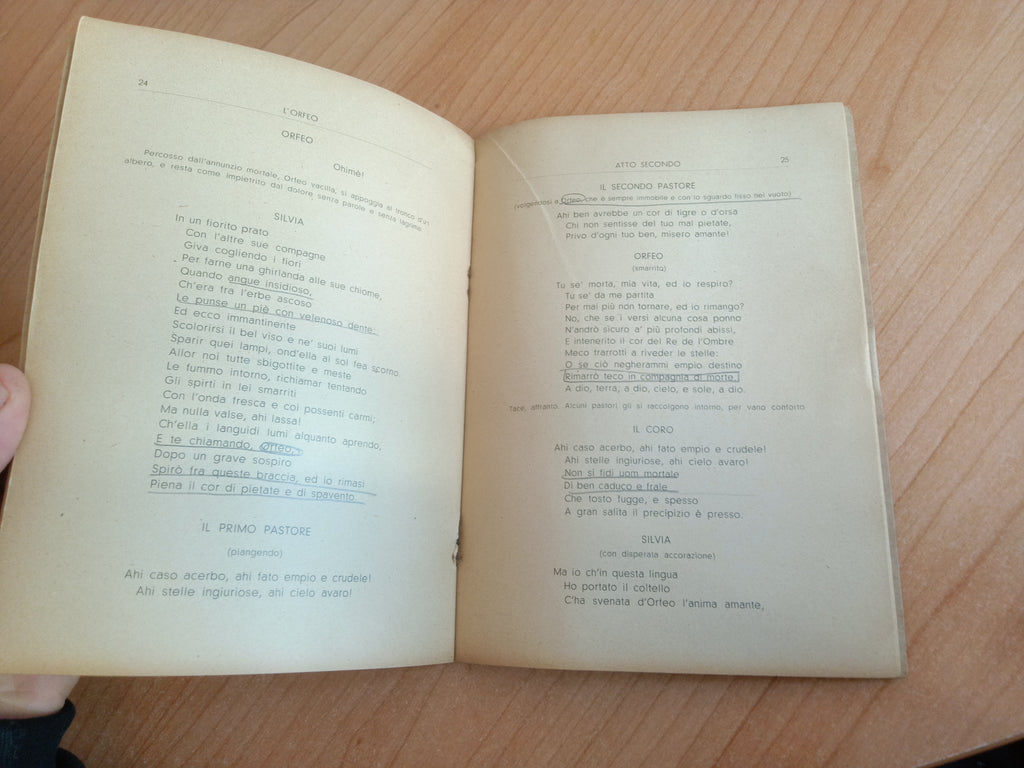 24
L'ORFEO
ORFEO
Ohimè!
Percosso dall'annunzio mortale, Orfeo vacilla, si appoggia al tronco d'un
albero, e resta come impietrito dal dolore, senza parole e senza lagrime.
SILVIA
In un fiorito prato
Con l'altre sue compagne
Giva cogliendo i fiori
Per farne una ghirlanda alle sue chiome,
Quando angue insidioso,
Ch'era fra l'erbe ascoso
Le punse un piè con velenoso dente:
Ed ecco immantinente
Scolorirsi il bel viso e ne' suoi lumi
Sparir quei lampi, ond'ella al sol fea scorno.
Allor noi tutte sbigottite e meste
Le fummo intorno, richiamar tentando
Gli spirti in lei smarriti
Con l'onda fresca e coi possenti carmi;
Ma nulla valse, ahi lassa!
Ch'ella i languidi lumi alquanto aprendo,
E te chiamando, Orfeo,
Dopo un grave sospiro
Spirò fra queste braccia, ed io rimasi
Piena il cor di pietate e di spavento.
IL PRIMO PASTORE
(piangendo)
Ahi caso acerbo, ahi fato empio e crudele!
Ahi stelle ingiuriose, ahi cielo avaro!
ATTO SECONDO
25
IL SECONDO PASTORE
(volgendosi a Orfeo, che è sempre immobile e con lo sguardo fisso nel vuoto)
Ahi ben avrebbe un cor di tigre o d'orsa
Chi non sentisse del tuo mal pietate,
Privo d'ogni tuo ben, misero amante!
ORFEO
(smarrito)
Tu se' morta, mia vita, ed io respiro?
Tu se' da me partita
Per mai più non tornare, ed io rimango?
No, che se i versi alcuna cosa ponno
N'andrò sicuro a' più profondi abissi,
E intenerito il cor del Re de l'Ombre
Meco trarrotti a riveder le stelle:
O se ciò negherammi empio destino
Rimarrò teco in compagnia di morte.
A dio, terra, a dio, cielo, e sole, a dio.
Tace, affranto. Alcuni pastori gli si raccolgono intorno, per vano conforto
IL CORO
Ahi caso acerbo, ahi fato empio e crudele!
Ahi stelle ingiuriose, ahi cielo avaro!
Non si fidi uom mortale
Di ben caduco e frale
Che tosto fugge, e spesso
A gran salita il precipizio è presso.
SILVIA
(con disperata accorazione)
Ma io ch'in questa lingua
Ho portato il coltello
C'ha svenata d'Orfeo l'anima amante,